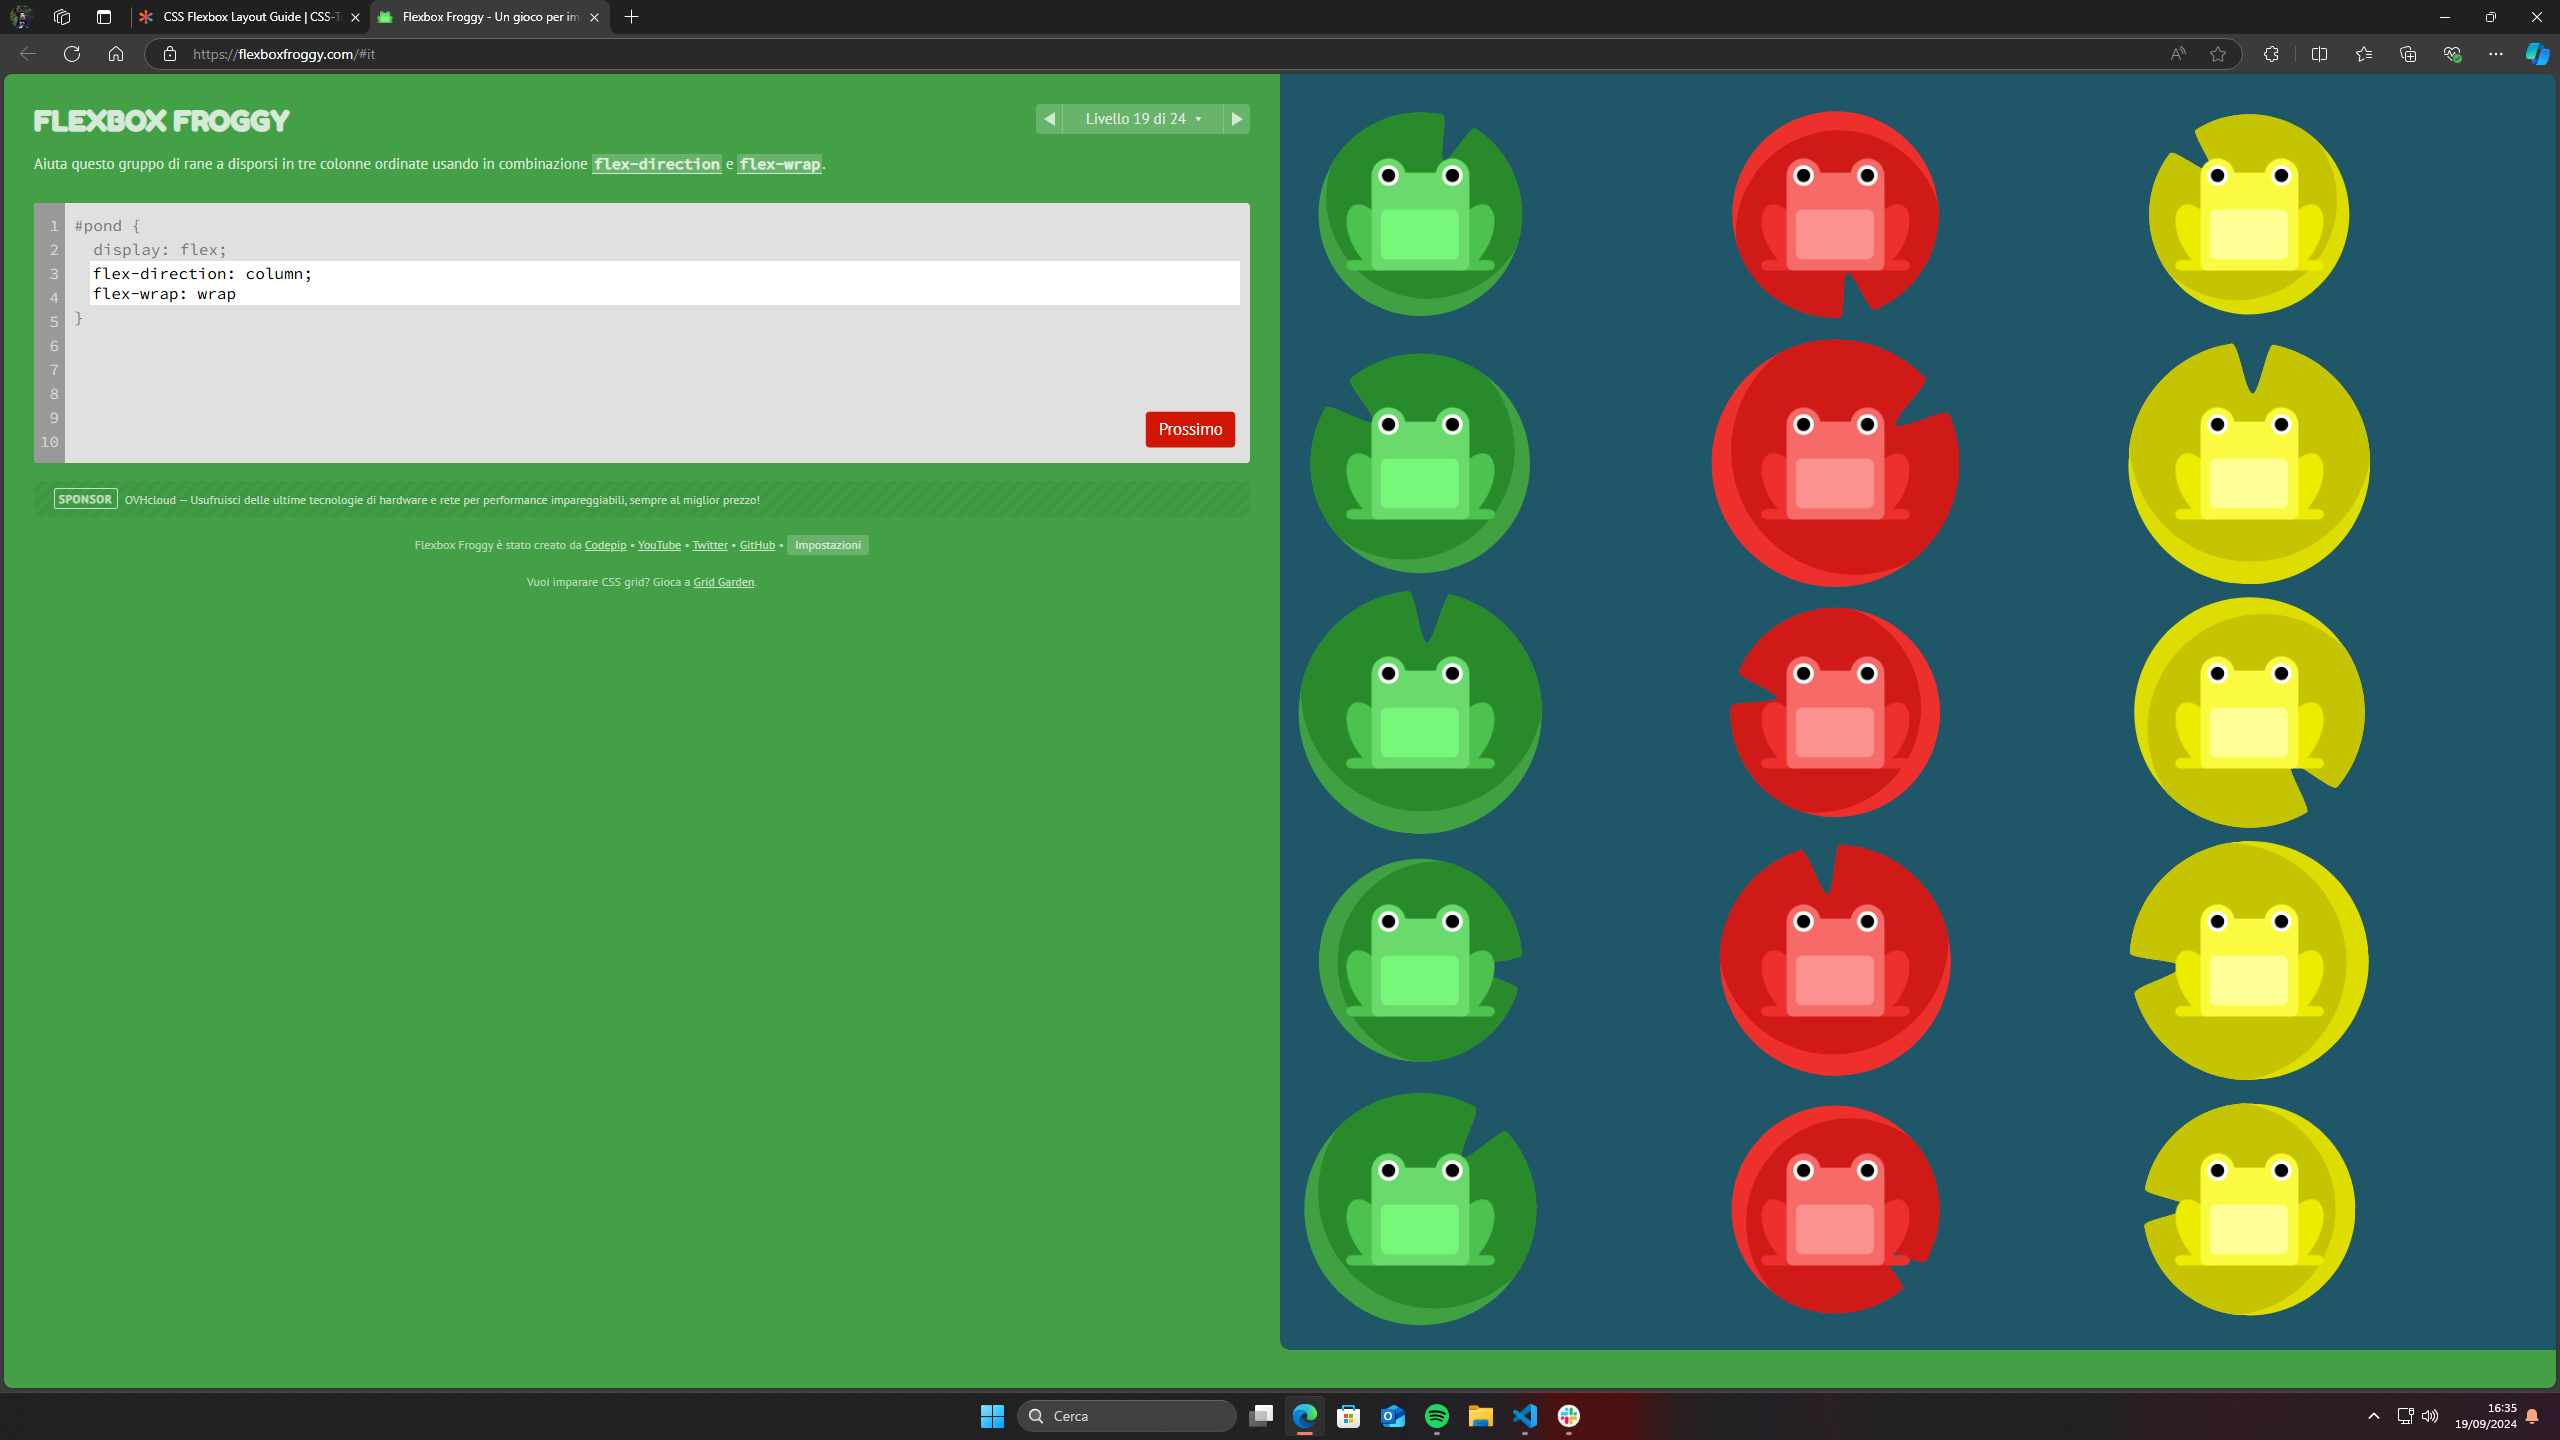 CSS Flexbox Layout Guide | CSS-T
Flexbox Froggy - Un gioco per im
https://flexboxfroggy.com/#it
FLEXBOX FROGGY
Livello 19 di 24 ▼
Aiuta questo gruppo di rane a disporsi in tre colonne ordinate usando in combinazione flex-direction e flex-wrap.
1 #pond {
2 display: flex;
3 flex-direction: column;
4 flex-wrap: wrap
5 }
6
7
8
9
10
Prossimo
SPONSOR OVHcloud — Usufruisci delle ultime tecnologie di hardware e rete per performance impareggiabili, sempre al miglior prezzo!
Flexbox Froggy è stato creato da Codepip • YouTube • Twitter • GitHub • Impostazioni
Vuoi imparare CSS grid? Gioca a Grid Garden.
Cerca
16:35
19/09/2024